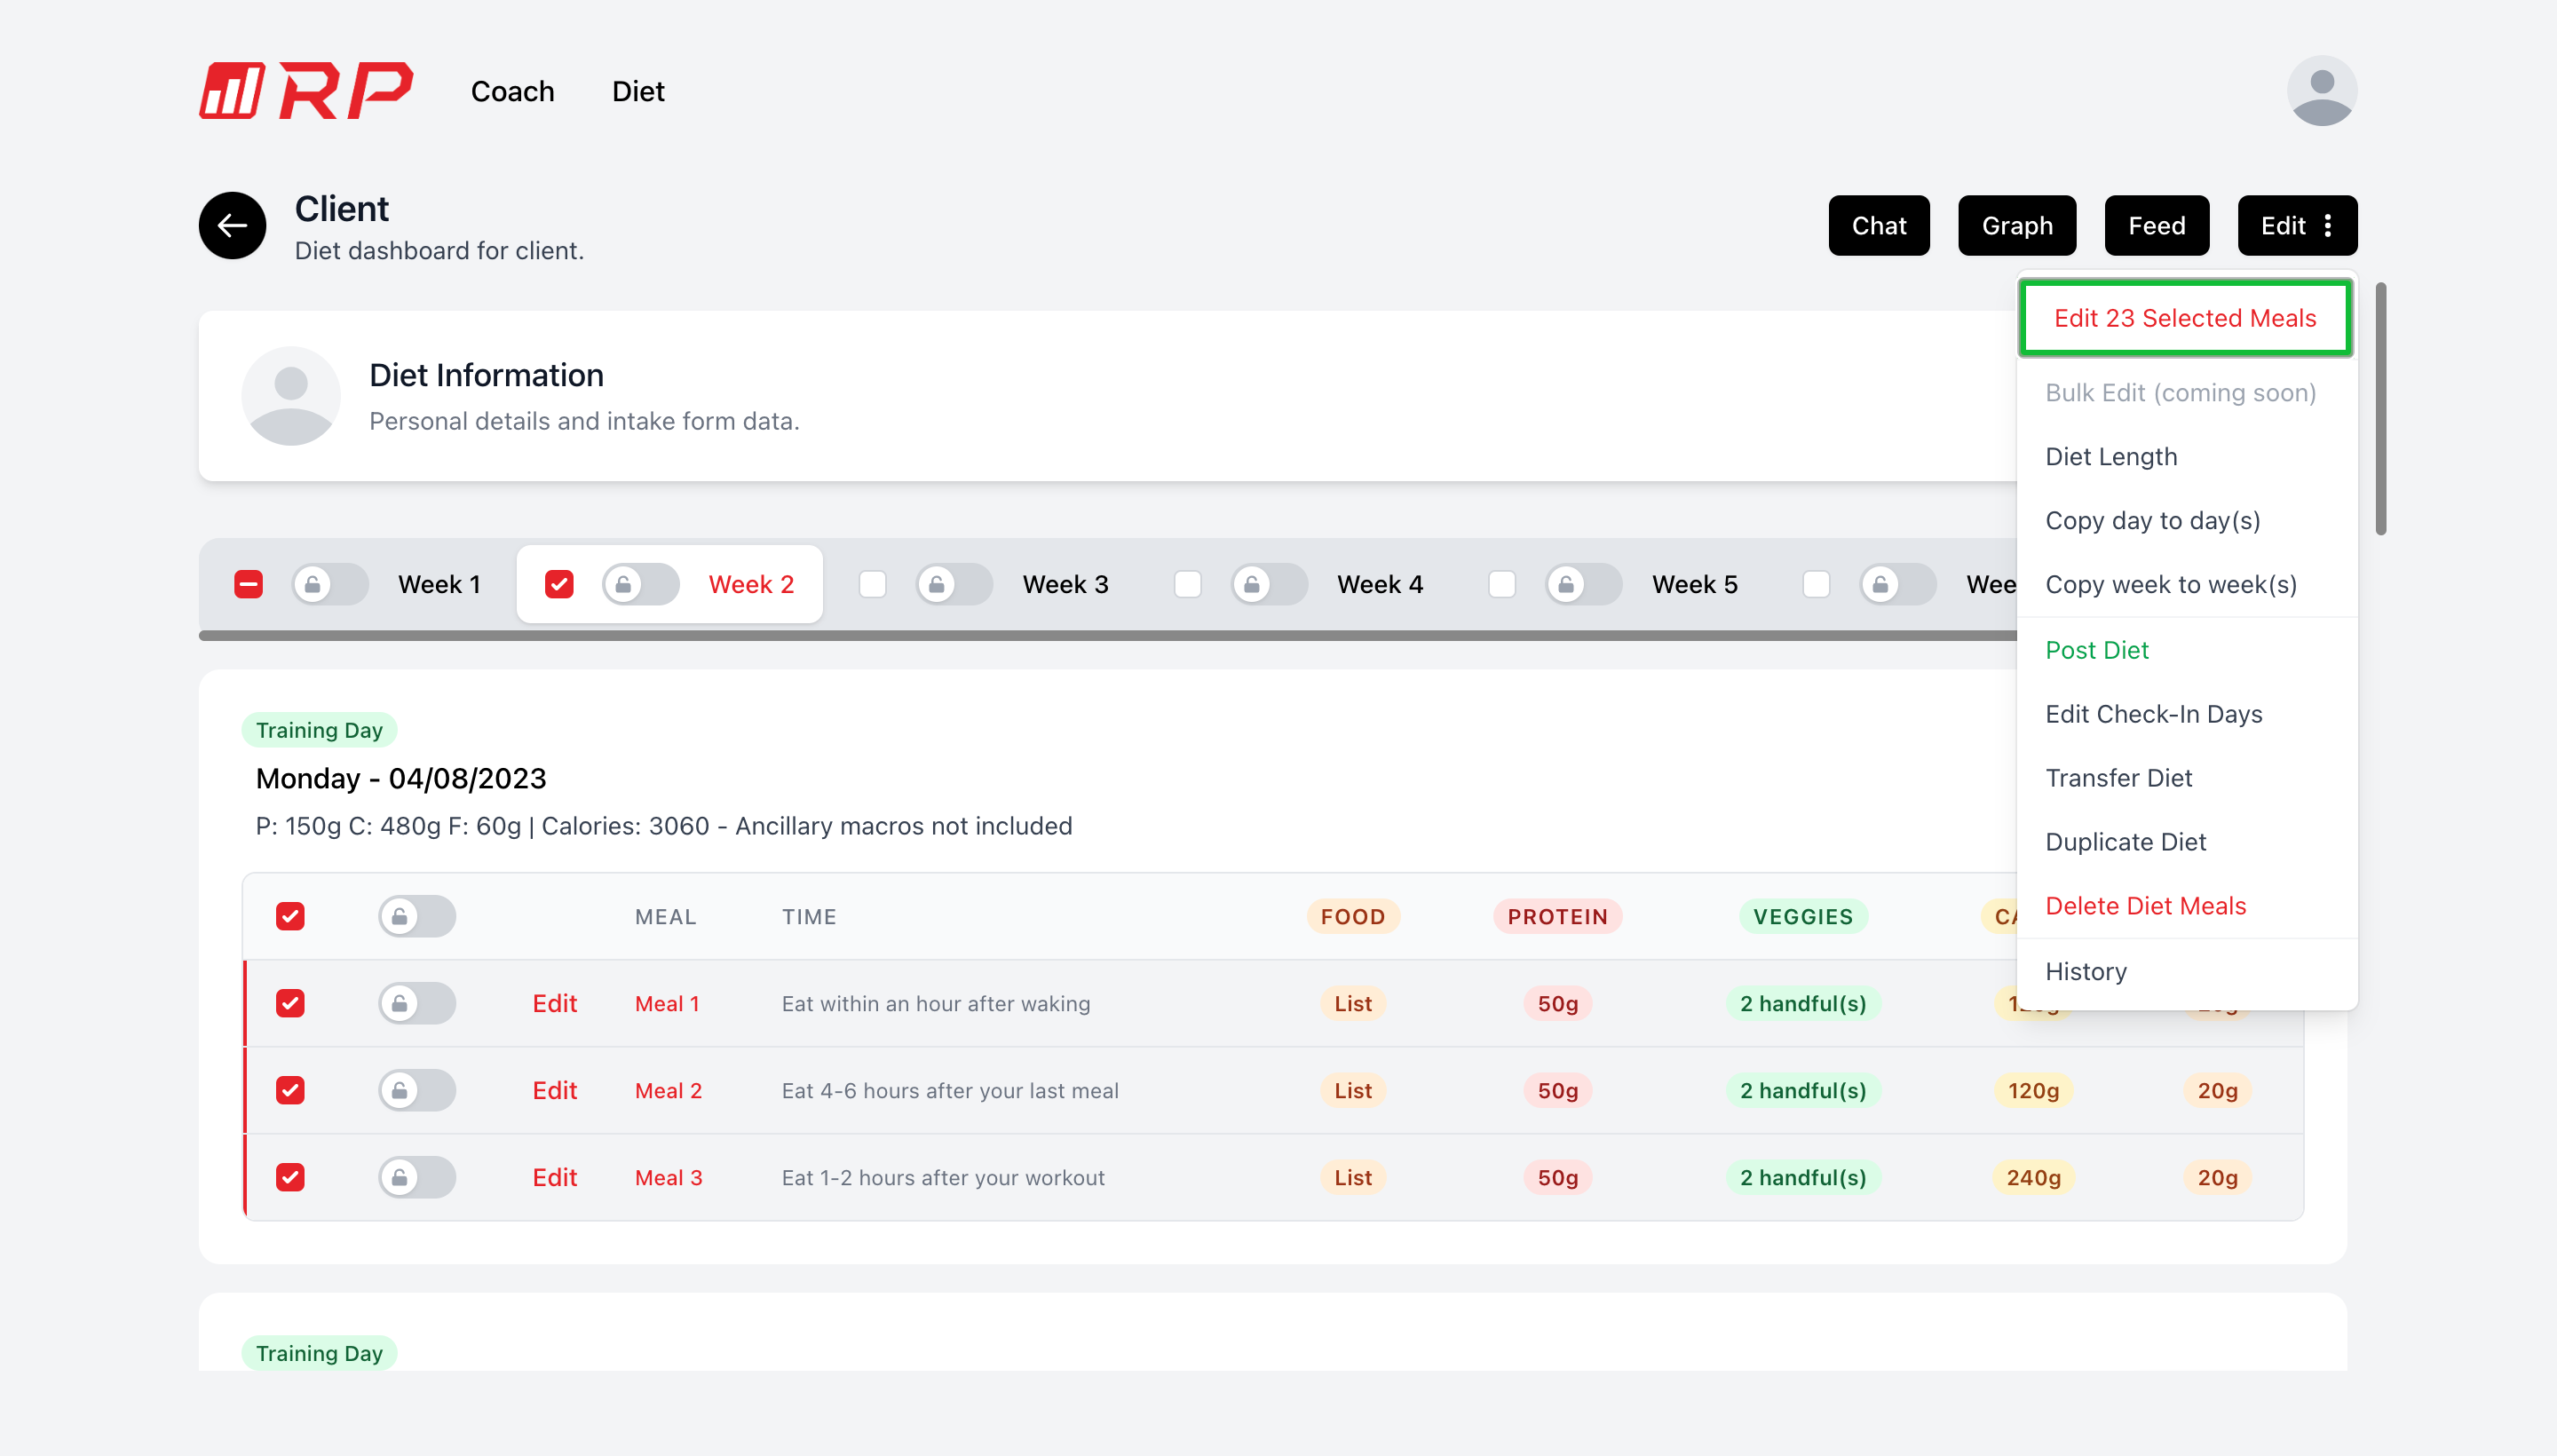 RP Coach Diet
Client
Diet dashboard for client.
Chat Graph Feed Edit
Edit 23 Selected Meals
Bulk Edit (coming soon)
Diet Length
Copy day to day(s)
Copy week to week(s)
Post Diet
Edit Check-In Days
Transfer Diet
Duplicate Diet
Delete Diet Meals
History
Diet Information
Personal details and intake form data.
Week 1 Week 2 Week 3 Week 4 Week 5
Training Day
Monday - 04/08/2023
P: 150g C: 480g F: 60g | Calories: 3060 - Ancillary macros not included
MEAL TIME FOOD PROTEIN VEGGIES
Edit Meal 1 Eat within an hour after waking List 50g 2 handful(s)
Edit Meal 2 Eat 4-6 hours after your last meal List 50g 2 handful(s) 120g 20g
Edit Meal 3 Eat 1-2 hours after your workout List 50g 2 handful(s) 240g 20g
Training Day